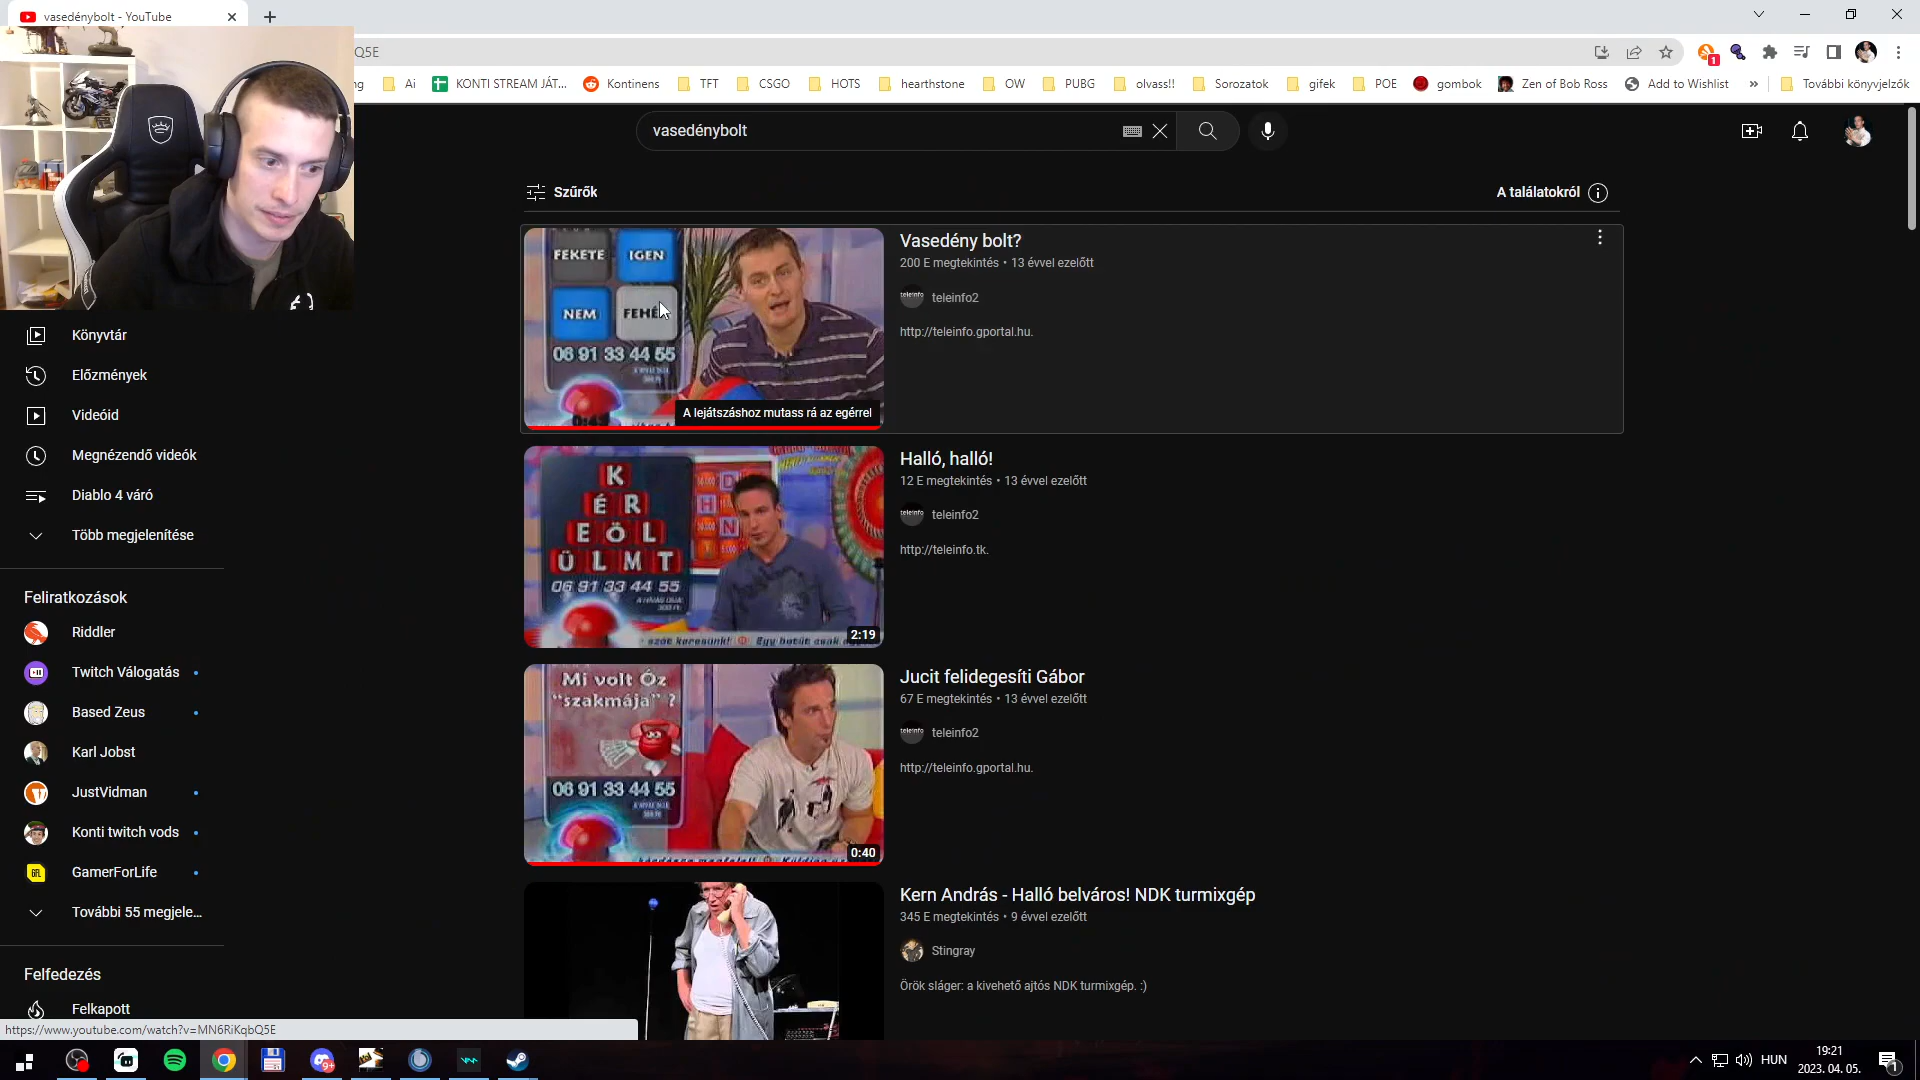 vasedénybolt - YouTube
Q5E
ng
Ai
KONTI STREAM JÁT...
Kontinens
TFT
CSGO
HOTS
hearthstone
OW
PUBG
olvass!!
Sorozatok
gifek
POE
gombok
Zen of Bob Ross
Add to Wishlist
»
További könyvjelzők
vasedénybolt
Szűrők
A találatokról
FEKETE IGEN
NEM FEHÉ
06 91 33 44 55
A lejátszáshoz mutass rá az egérrel
Vasedény bolt?
200 E megtekintés • 13 évvel ezelőtt
teleinfo2
http://teleinfo.gportal.hu.
K
É R
E Ö L
Ü L M T
06 91 33 44 55
szót keresünk!
Egy betűt csak
2:19
Halló, halló!
12 E megtekintés • 13 évvel ezelőtt
teleinfo2
http://teleinfo.tk.
Mi volt Óz
"szakmája" ?
06 91 33 44 55
0:40
Jucit felidegesíti Gábor
67 E megtekintés • 13 évvel ezelőtt
teleinfo2
http://teleinfo.gportal.hu.
Kern András - Halló belváros! NDK turmixgép
345 E megtekintés • 9 évvel ezelőtt
Stingray
Örök sláger: a kivehető ajtós NDK turmixgép. :)
Könyvtár
Előzmények
Videóid
Megnézendő videók
Diablo 4 váró
Több megjelenítése
Feliratkozások
Riddler
Twitch Válogatás
Based Zeus
Karl Jobst
JustVidman
Konti twitch vods
GamerForLife
További 55 megjele...
Felfedezés
Felkapott
https://www.youtube.com/watch?v=MN6RiKqbQ5E
9+
HUN
19:21
2023. 04. 05.
1